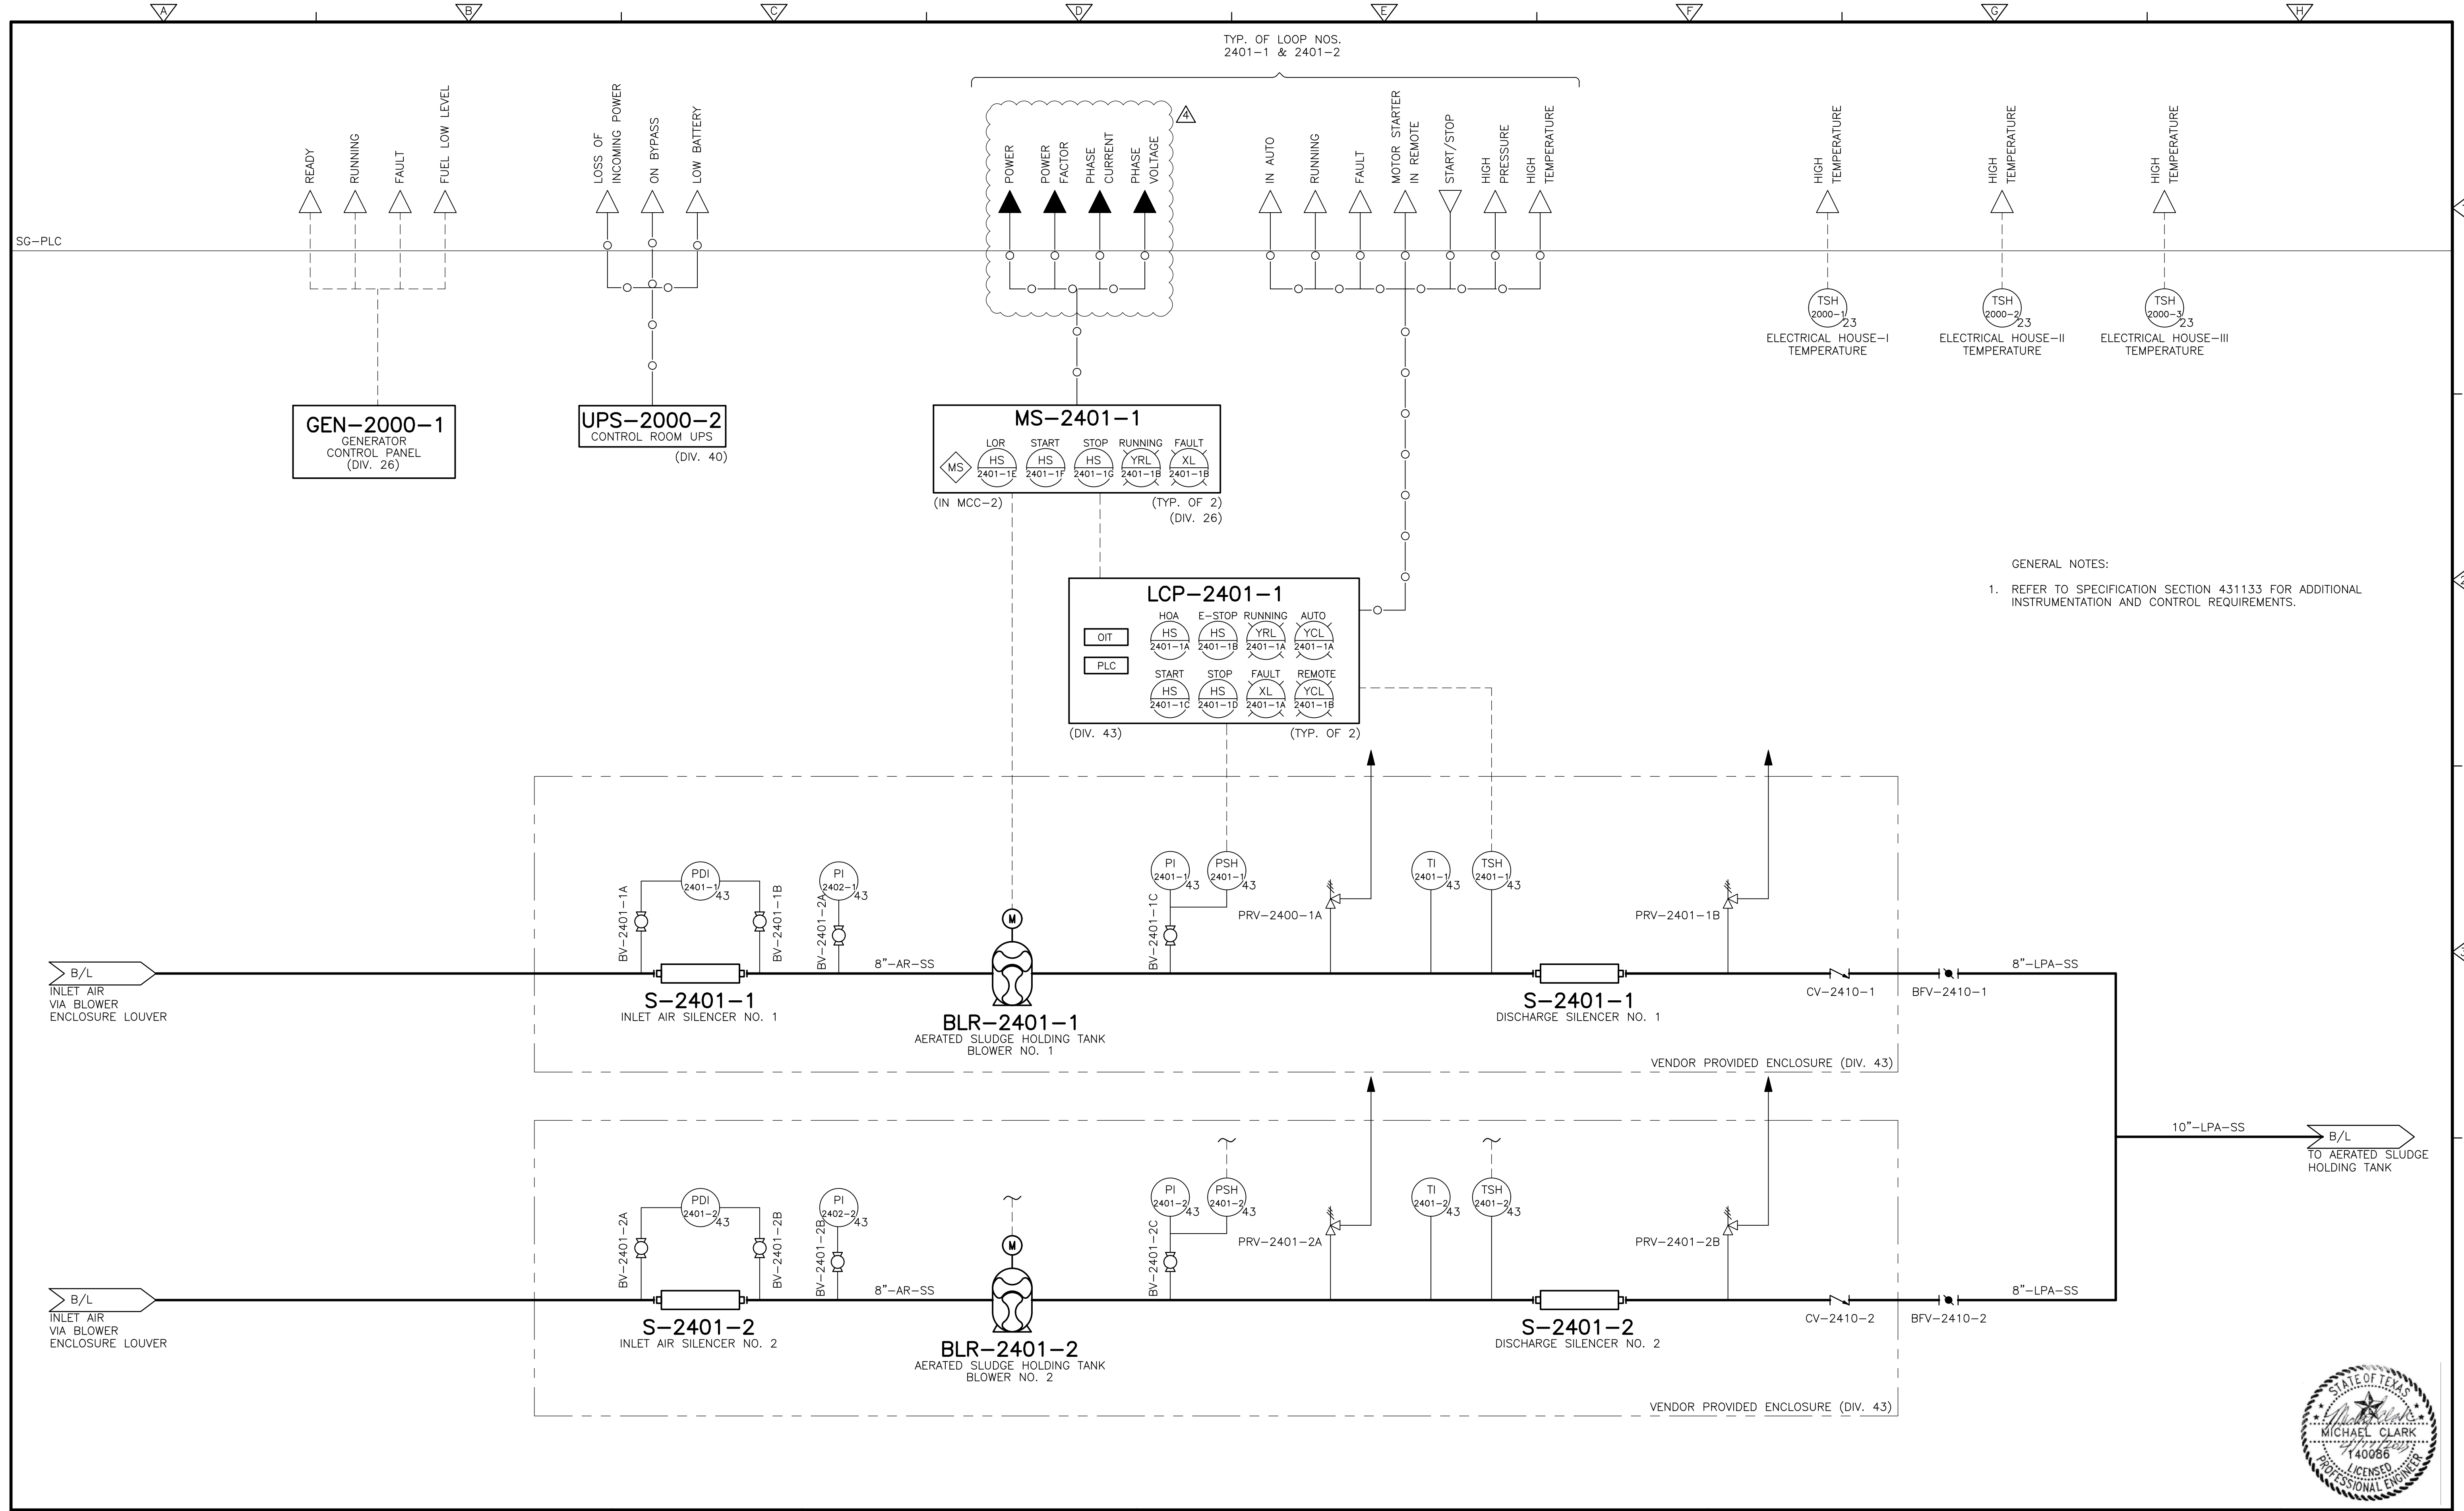 A
B
C
D
E
F
G
H
TYP. OF LOOP NOS.
2401-1 & 2401-2
4
READY
RUNNING
FAULT
FUEL LOW LEVEL
LOSS OF
INCOMING POWER
ON BYPASS
LOW BATTERY
POWER
POWER
FACTOR
PHASE
CURRENT
PHASE
VOLTAGE
IN AUTO
RUNNING
FAULT
MOTOR STARTER
IN REMOTE
START/STOP
HIGH
PRESSURE
HIGH
TEMPERATURE
HIGH
TEMPERATURE
HIGH
TEMPERATURE
HIGH
TEMPERATURE
SG-PLC
TSH
2000-1
23
ELECTRICAL HOUSE-I
TEMPERATURE
TSH
2000-2
23
ELECTRICAL HOUSE-II
TEMPERATURE
TSH
2000-3
23
ELECTRICAL HOUSE-III
TEMPERATURE
GEN-2000-1
GENERATOR
CONTROL PANEL
(DIV. 26)
UPS-2000-2
CONTROL ROOM UPS
(DIV. 40)
MS-2401-1
LOR START STOP RUNNING FAULT
MS HS HS HS YRL XL
2401-1E 2401-1F 2401-1G 2401-1B 2401-1B
(IN MCC-2) (TYP. OF 2)
(DIV. 26)
GENERAL NOTES:
1. REFER TO SPECIFICATION SECTION 431133 FOR ADDITIONAL
INSTRUMENTATION AND CONTROL REQUIREMENTS.
2
LCP-2401-1
HOA E-STOP RUNNING AUTO
OIT HS HS YRL YCL
2401-1A 2401-1B 2401-1A 2401-1A
PLC
START STOP FAULT REMOTE
HS HS XL YCL
2401-1C 2401-1D 2401-1A 2401-1B
(DIV. 43) (TYP. OF 2)
BV-2401-1A
PDI
2401-1
43
BV-2401-1B
BV-2401-2A
PI
2402-1
43
M
BV-2401-1C
PI
2401-1
43
PSH
2401-1
43
PRV-2400-1A
TI
2401-1
43
TSH
2401-1
43
PRV-2401-1B
3
B/L
INLET AIR
VIA BLOWER
ENCLOSURE LOUVER
8"-AR-SS
8"-LPA-SS
S-2401-1
INLET AIR SILENCER NO. 1
BLR-2401-1
AERATED SLUDGE HOLDING TANK
BLOWER NO. 1
S-2401-1
DISCHARGE SILENCER NO. 1
CV-2410-1
BFV-2410-1
VENDOR PROVIDED ENCLOSURE (DIV. 43)
10"-LPA-SS
B/L
TO AERATED SLUDGE
HOLDING TANK
BV-2401-2A
PDI
2401-2
43
BV-2401-2B
BV-2401-2B
PI
2402-2
43
M
BV-2401-2C
PI
2401-2
43
PSH
2401-2
43
PRV-2401-2A
TI
2401-2
43
TSH
2401-2
43
PRV-2401-2B
B/L
INLET AIR
VIA BLOWER
ENCLOSURE LOUVER
8"-AR-SS
8"-LPA-SS
S-2401-2
INLET AIR SILENCER NO. 2
BLR-2401-2
AERATED SLUDGE HOLDING TANK
BLOWER NO. 2
S-2401-2
DISCHARGE SILENCER NO. 2
CV-2410-2
BFV-2410-2
VENDOR PROVIDED ENCLOSURE (DIV. 43)
STATE OF TEXAS
MICHAEL CLARK
140086
LICENSED
PROFESSIONAL ENGINEER